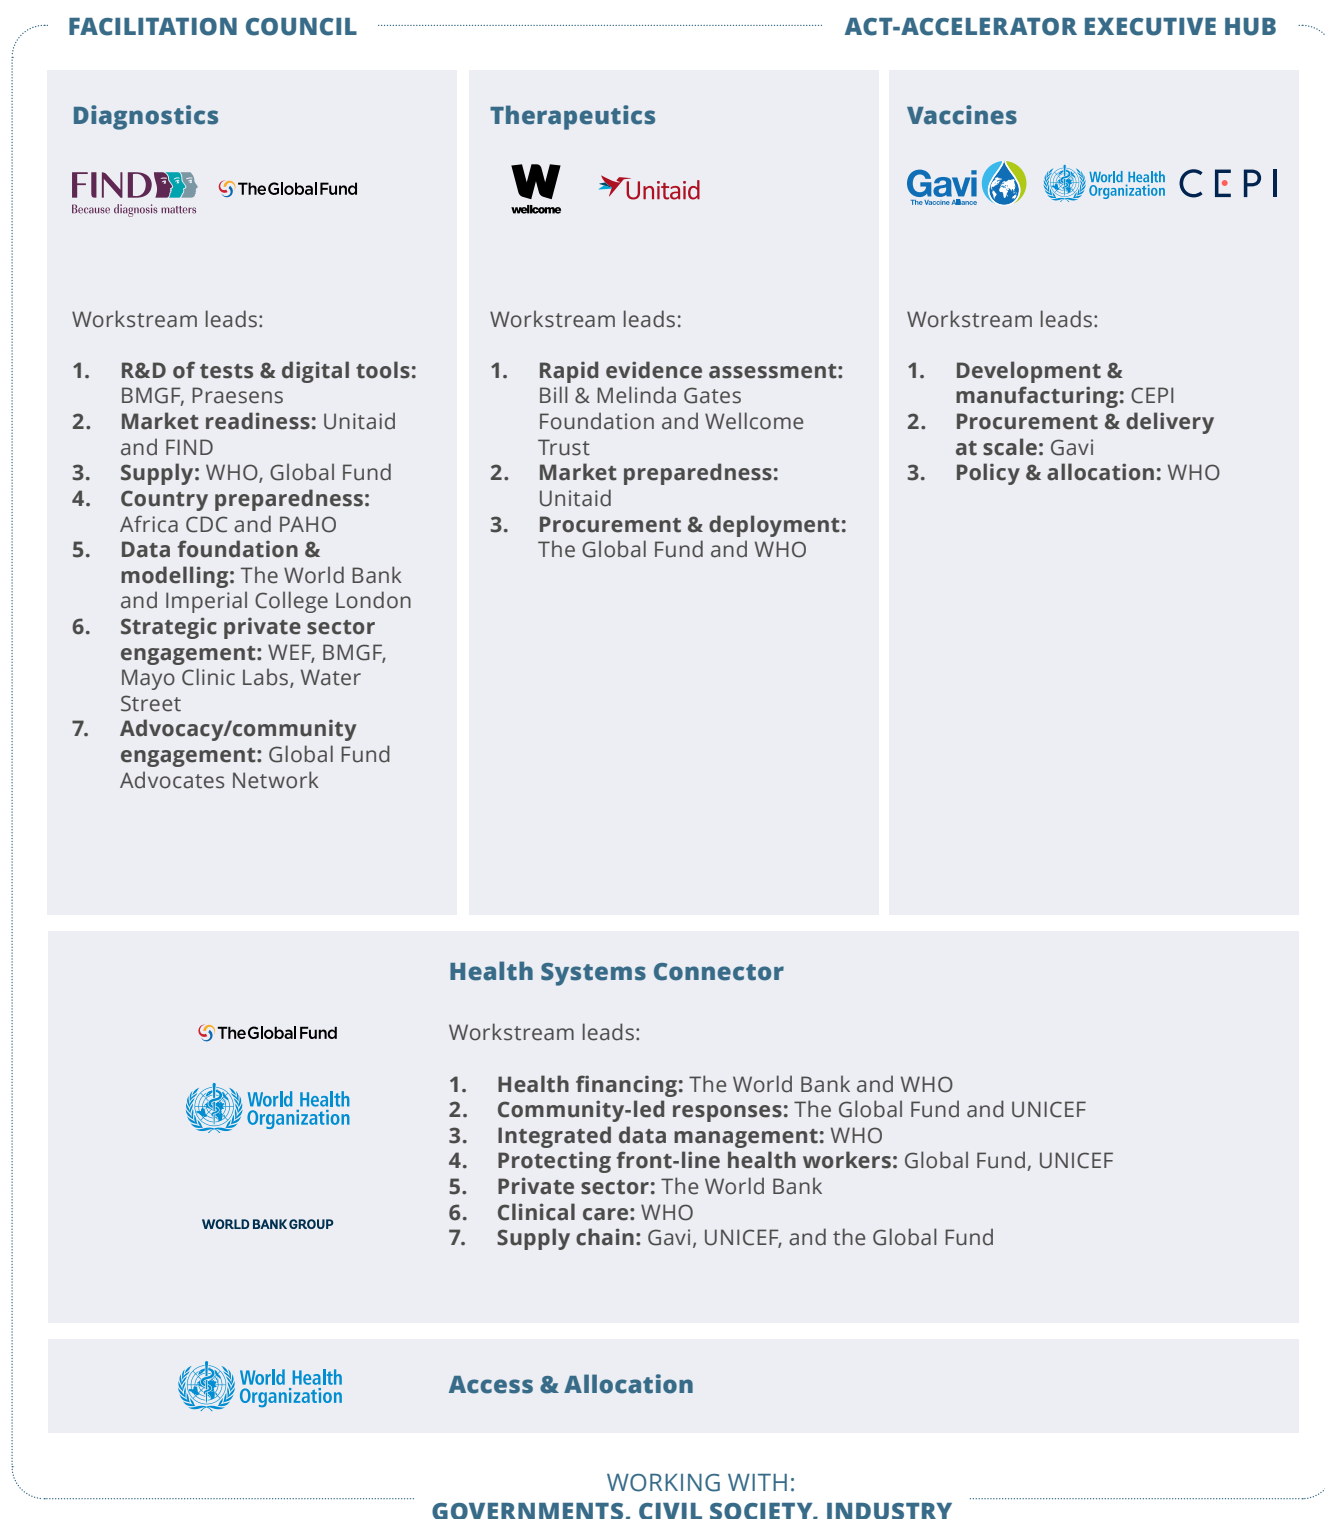 FACILITATION COUNCIL
ACT-ACCELERATOR EXECUTIVE HUB
Diagnostics
FIND
Because diagnosis matters
The Global Fund
Workstream leads:
1. R&D of tests & digital tools:
BMGF, Praesens
2. Market readiness: Unitaid
and FIND
3. Supply: WHO, Global Fund
4. Country preparedness:
Africa CDC and PAHO
5. Data foundation &
modelling: The World Bank
and Imperial College London
6. Strategic private sector
engagement: WEF, BMGF,
Mayo Clinic Labs, Water
Street
7. Advocacy/community
engagement: Global Fund
Advocates Network
Therapeutics
W
wellcome
Unitaid
Workstream leads:
1. Rapid evidence assessment:
Bill & Melinda Gates
Foundation and Wellcome
Trust
2. Market preparedness:
Unitaid
3. Procurement & deployment:
The Global Fund and WHO
Vaccines
Gavi
The Vaccine Alliance
World Health
Organization
CEPI
Workstream leads:
1. Development &
manufacturing: CEPI
2. Procurement & delivery
at scale: Gavi
3. Policy & allocation: WHO
Health Systems Connector
The Global Fund
World Health
Organization
WORLD BANK GROUP
Workstream leads:
1. Health financing: The World Bank and WHO
2. Community-led responses: The Global Fund and UNICEF
3. Integrated data management: WHO
4. Protecting front-line health workers: Global Fund, UNICEF
5. Private sector: The World Bank
6. Clinical care: WHO
7. Supply chain: Gavi, UNICEF, and the Global Fund
World Health
Organization
Access & Allocation
WORKING WITH:
GOVERNMENTS, CIVIL SOCIETY, INDUSTRY